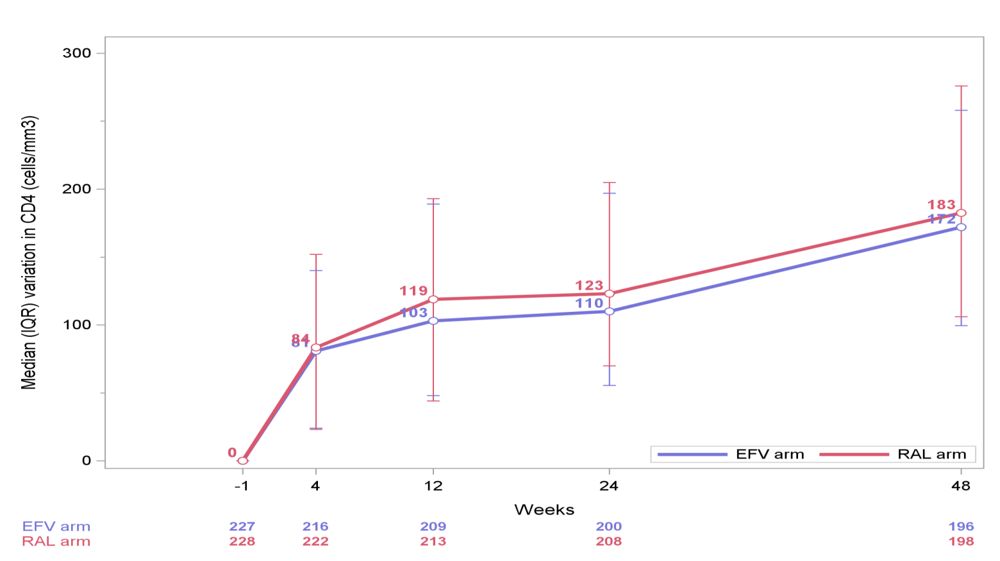 Median (IQR) variation in CD4 (cells/mm3)
300
200
100
0
0
84
81
119
103
123
110
183
172
EFV arm RAL arm
-1 4 12 24 48
Weeks
EFV arm 227 216 209 200 196
RAL arm 228 222 213 208 198